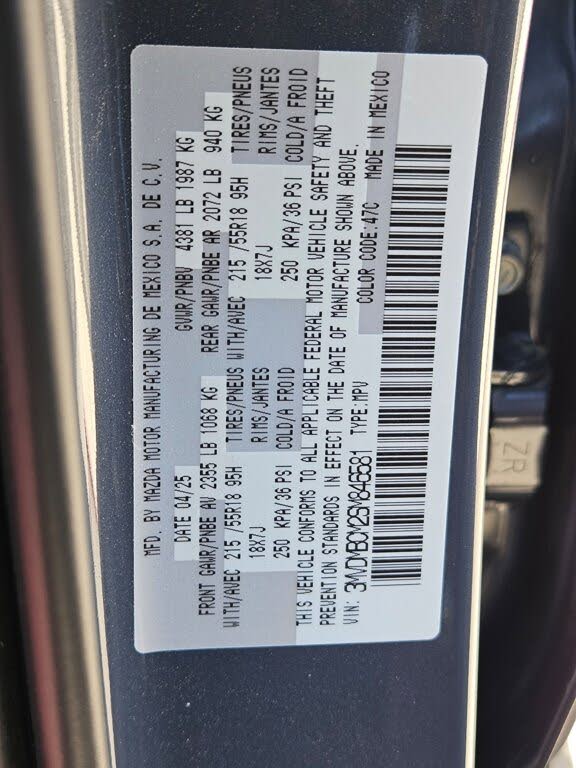 MFD. BY MAZDA MOTOR MANUFACTURING DE MEXICO S.A. DE C.V.
DATE 04/25 GVWR/PNBV 4381 LB 1987 KG
FRONT GAWR/PNBE AV 2355 LB 1068 KG REAR GAWR/PNBE AR 2072 LB 940 KG
WITH/AVEC 215 /55R18 95H TIRES/PNEUS WITH/AVEC 215 /55R18 95H TIRES/PNEUS
18X7J RIMS/JANTES 18X7J RIMS/JANTES
250 KPA/36 PSI COLD/A FROID 250 KPA/36 PSI COLD/A FROID
THIS VEHICLE CONFORMS TO ALL APPLICABLE FEDERAL MOTOR VEHICLE SAFETY AND THEFT
PREVENTION STANDARDS IN EFFECT ON THE DATE OF MANUFACTURE SHOWN ABOVE.
VIN: 3MVDMBCM2SM846581 TYPE:MPV COLOR CODE:47C MADE IN MEXICO
ZR